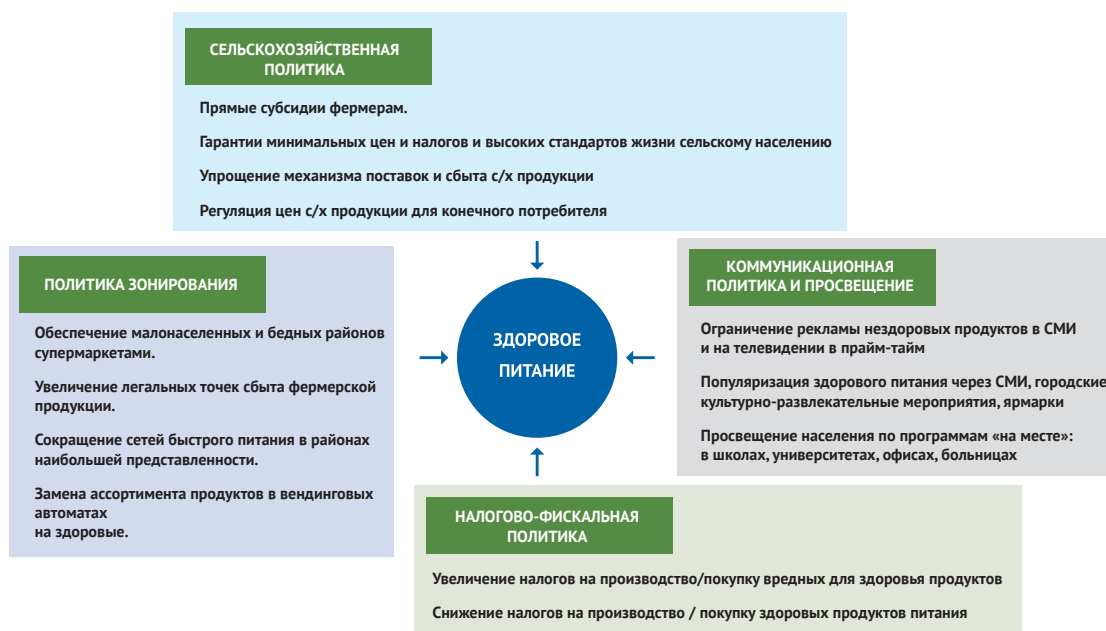 СЕЛЬСКОХОЗЯЙСТВЕННАЯ
ПОЛИТИКА
Прямые субсидии фермерам.
Гарантии минимальных цен и налогов и высоких стандартов жизни сельскому населению
Упрощение механизма поставок и сбыта с/х продукции
Регуляция цен с/х продукции для конечного потребителя
ПОЛИТИКА ЗОНИРОВАНИЯ
Обеспечение малонаселенных и бедных районов
супермаркетами.
Увеличение легальных точек сбыта фермерской
продукции.
Сокращение сетей быстрого питания в районах
наибольшей представленности.
Замена ассортимента продуктов в вендинговых
автоматах
на здоровые.
ЗДОРОВОЕ
ПИТАНИЕ
КОММУНИКАЦИОННАЯ
ПОЛИТИКА И ПРОСВЕЩЕНИЕ
Ограничение рекламы нездоровых продуктов в СМИ
и на телевидении в прайм-тайм
Популяризация здорового питания через СМИ, городские
культурно-развлекательные мероприятия, ярмарки
Просвещение населения по программам «на месте»:
в школах, университетах, офисах, больницах
НАЛОГОВО-ФИСКАЛЬНАЯ
ПОЛИТИКА
Увеличение налогов на производство/покупку вредных для здоровья продуктов
Снижение налогов на производство / покупку здоровых продуктов питания